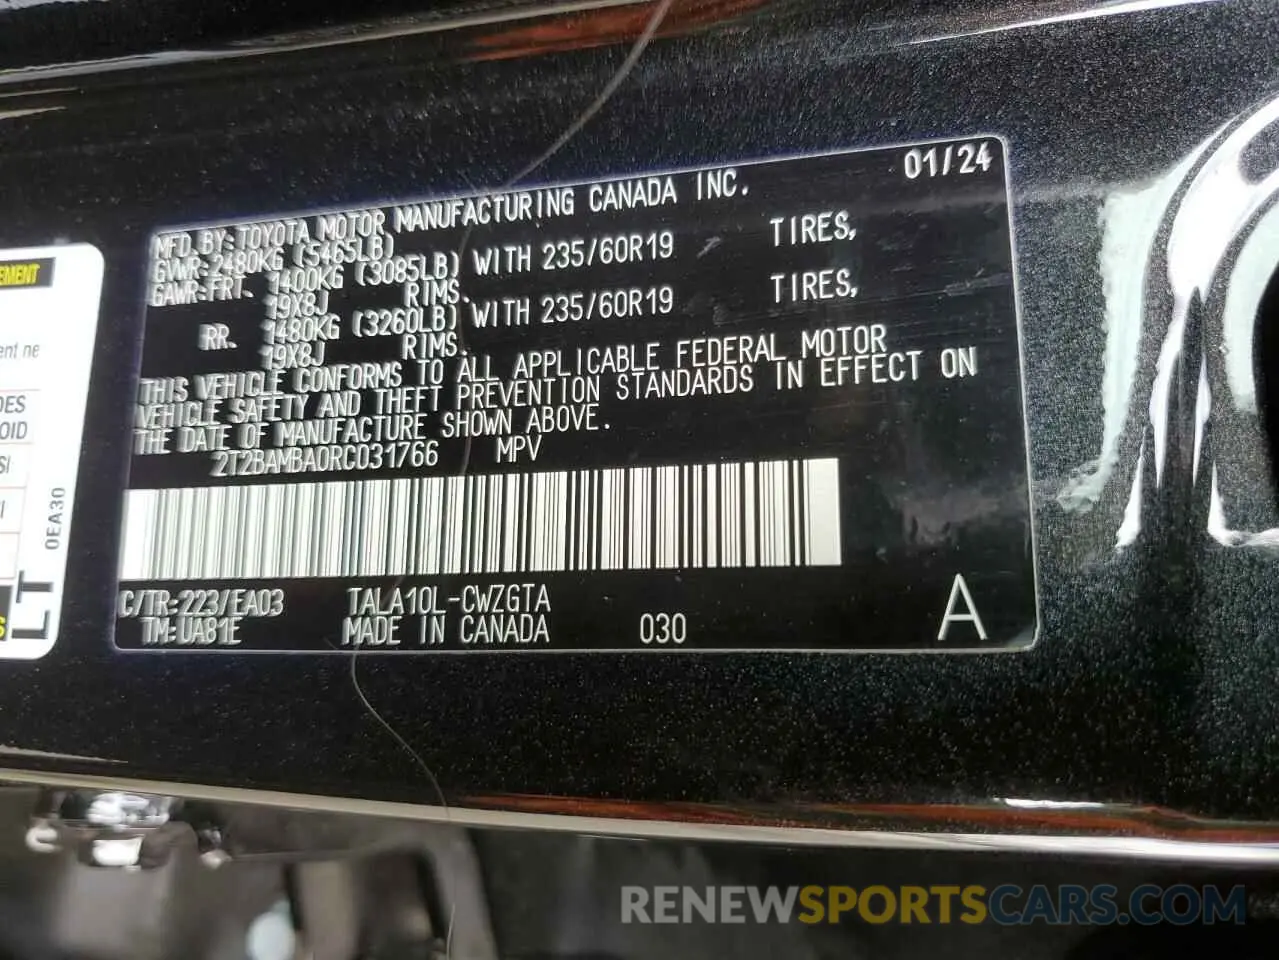 01/24
MFD. BY: TOYOTA MOTOR MANUFACTURING CANADA INC.
GVWR: 2480KG (5465LB)
GAWR: FRT. 1400KG (3085LB) WITH 235/60R19 TIRES,
19X8J RIMS.
RR. 1480KG (3260LB) WITH 235/60R19 TIRES,
19X8J RIMS.
THIS VEHICLE CONFORMS TO ALL APPLICABLE FEDERAL MOTOR
VEHICLE SAFETY AND THEFT PREVENTION STANDARDS IN EFFECT ON
THE DATE OF MANUFACTURE SHOWN ABOVE.
2T2BAMBA0RC031766 MPV
C/TR: 223/EA03 TALA10L-CWZGTA
TM: UA81E MADE IN CANADA 030 A
0EA30
RENEWSPORTSCARS.COM